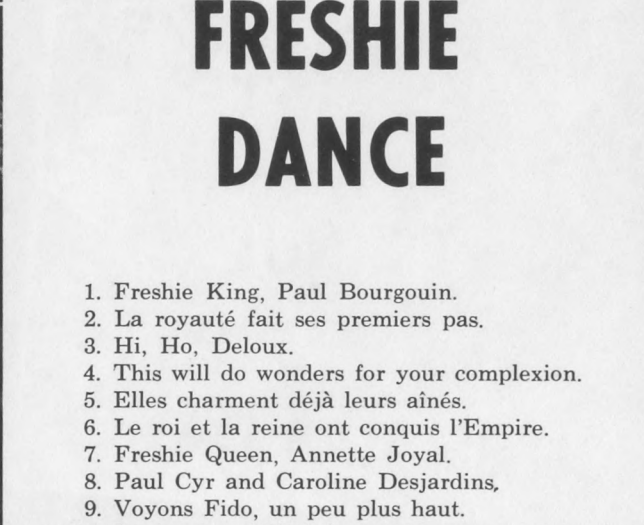 FRESHIE
DANCE
1. Freshie King, Paul Bourgouin.
2. La royauté fait ses premiers pas.
3. Hi, Ho, Deloux.
4. This will do wonders for your complexion.
5. Elles charment déjà leurs aînés.
6. Le roi et la reine ont conquis l'Empire.
7. Freshie Queen, Annette Joyal.
8. Paul Cyr and Caroline Desjardins,
9. Voyons Fido, un peu plus haut.